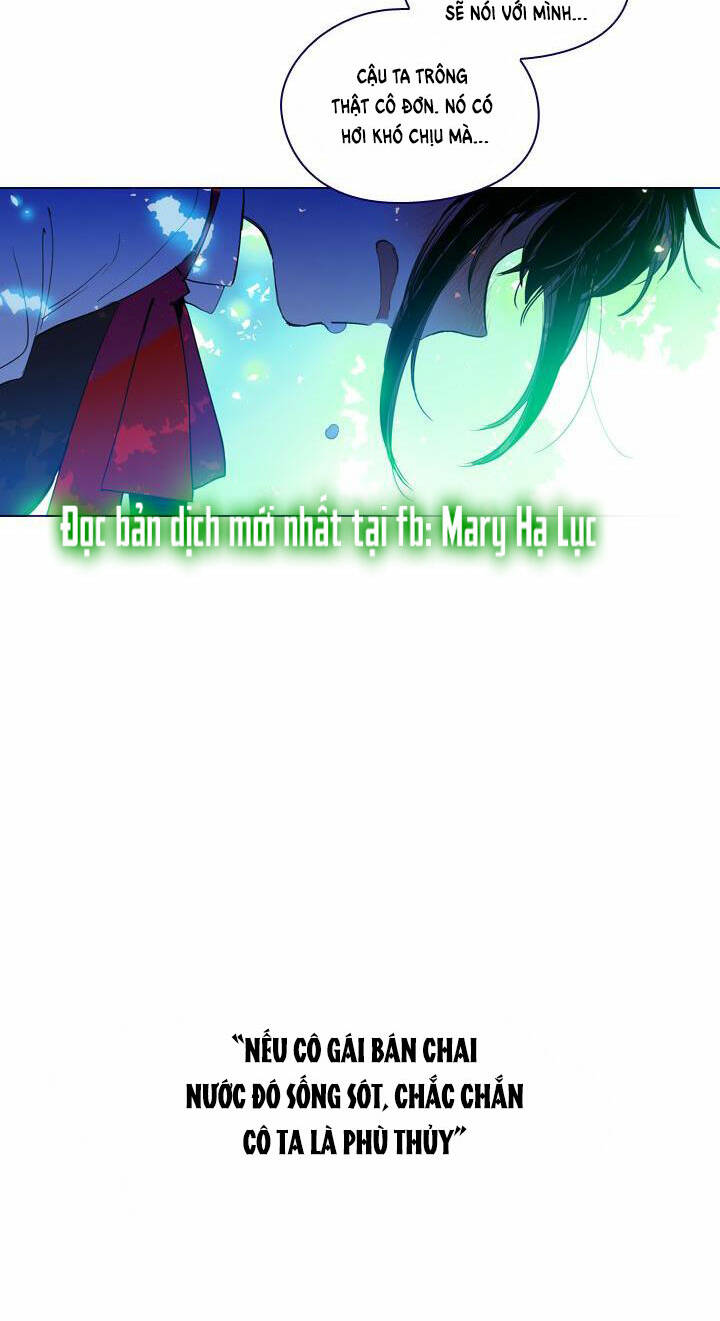 SẼ NÓI VỚI MÌNH...
CẬU TA TRÔNG
THẬT CÔ ĐƠN. NÓ CÓ
HƠI KHÓ CHỊU MÀ...
Đọc bản dịch mới nhất tại fb: Mary Hạ Lục
“NẾU CÔ GÁI BÁN CHAI
NƯỚC ĐÓ SỐNG SÓT, CHẮC CHẮN
CÔ TA LÀ PHÙ THỦY”